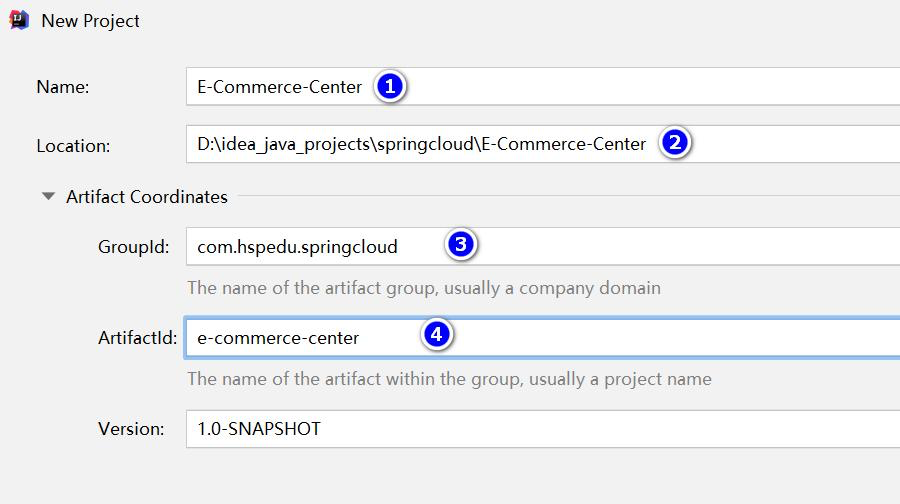 New Project
Name: E-Commerce-Center 1
Location: D:\idea_java_projects\springcloud\E-Commerce-Center 2
Artifact Coordinates
GroupId: com.hspedu.springcloud 3
The name of the artifact group, usually a company domain
ArtifactId: e-commerce-center 4
The name of the artifact within the group, usually a project name
Version: 1.0-SNAPSHOT